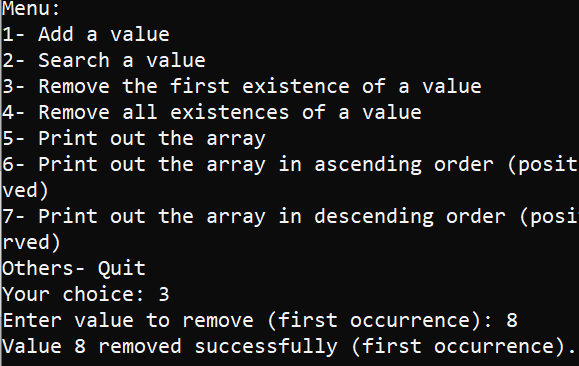 Menu:
1- Add a value
2- Search a value
3- Remove the first existence of a value
4- Remove all existences of a value
5- Print out the array
6- Print out the array in ascending order (posit
ved)
7- Print out the array in descending order (posi
rved)
Others- Quit
Your choice: 3
Enter value to remove (first occurrence): 8
Value 8 removed successfully (first occurrence).